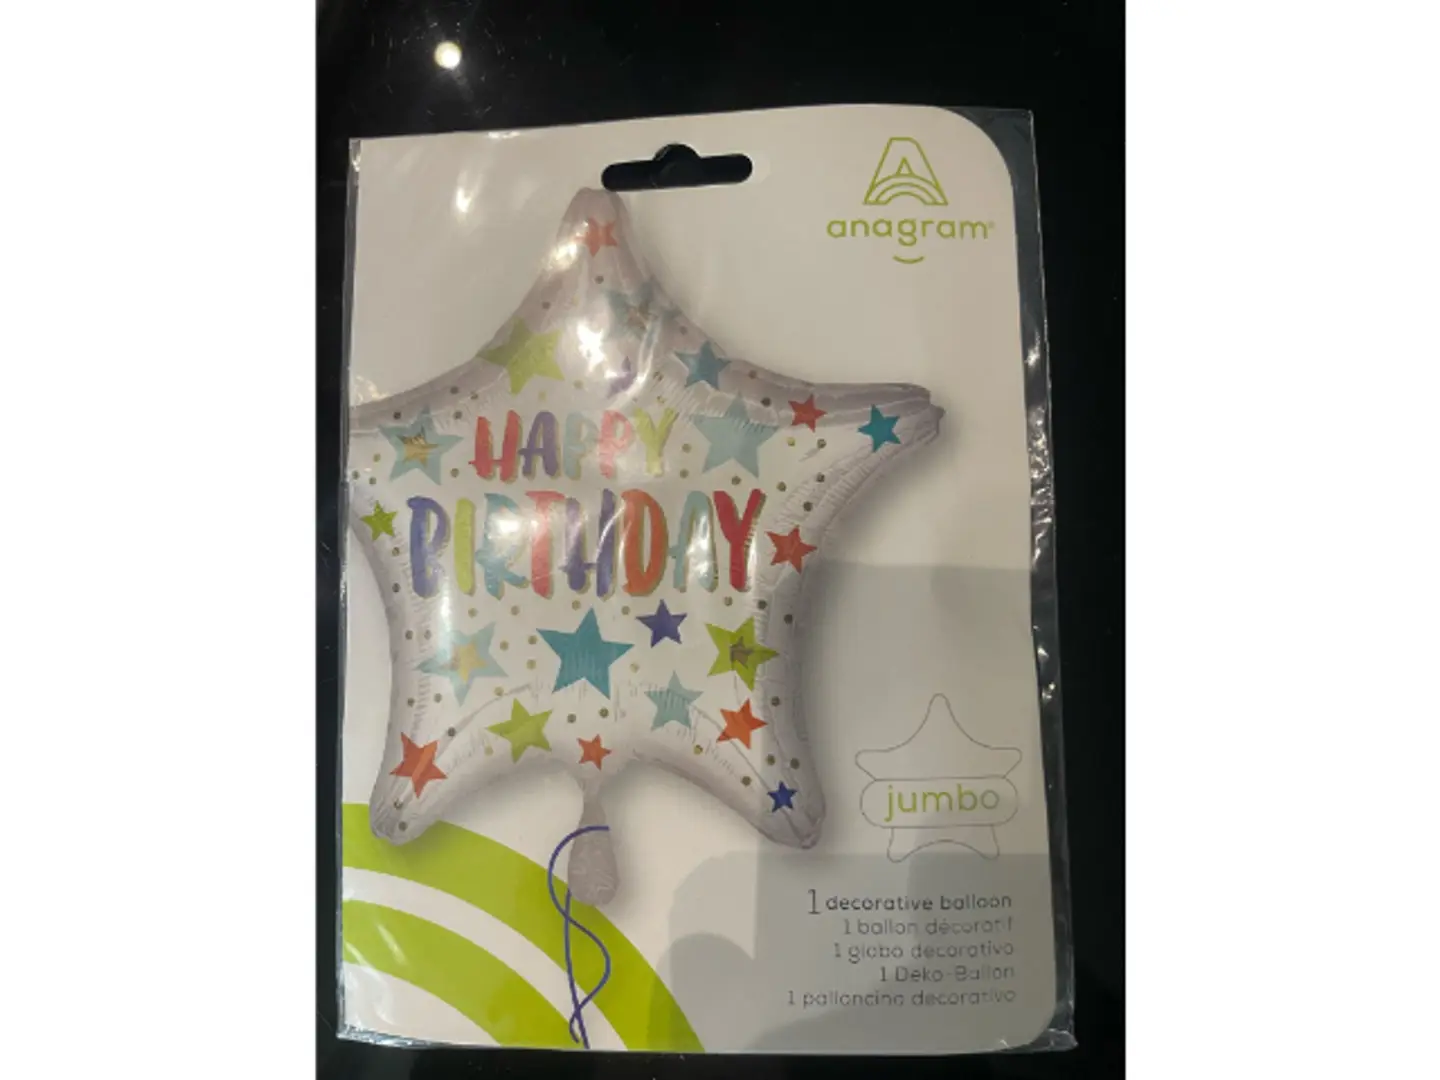 anagram®
HAPPY
BIRTHDAY
jumbo
1 decorative balloon
1 ballon décoratif
1 globo decorativo
1 Deko-Ballon
1 palloncino decorativo